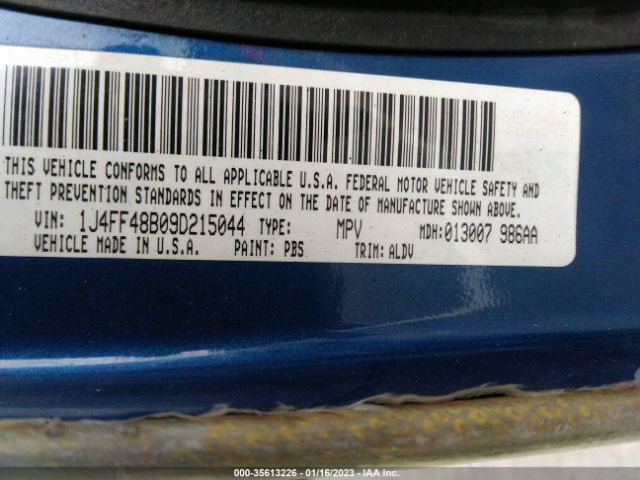 THIS VEHICLE CONFORMS TO ALL APPLICABLE U.S.A. FEDERAL MOTOR VEHICLE SAFETY AND
THEFT PREVENTION STANDARDS IN EFFECT ON THE DATE OF MANUFACTURE SHOWN ABOVE.
VIN: 1J4FF48B09D215044 TYPE: MPV MDH:013007 986AA
VEHICLE MADE IN U.S.A. PAINT: PBS TRIM: ALDV
000-35613226 - 01/16/2023 - IAA Inc.